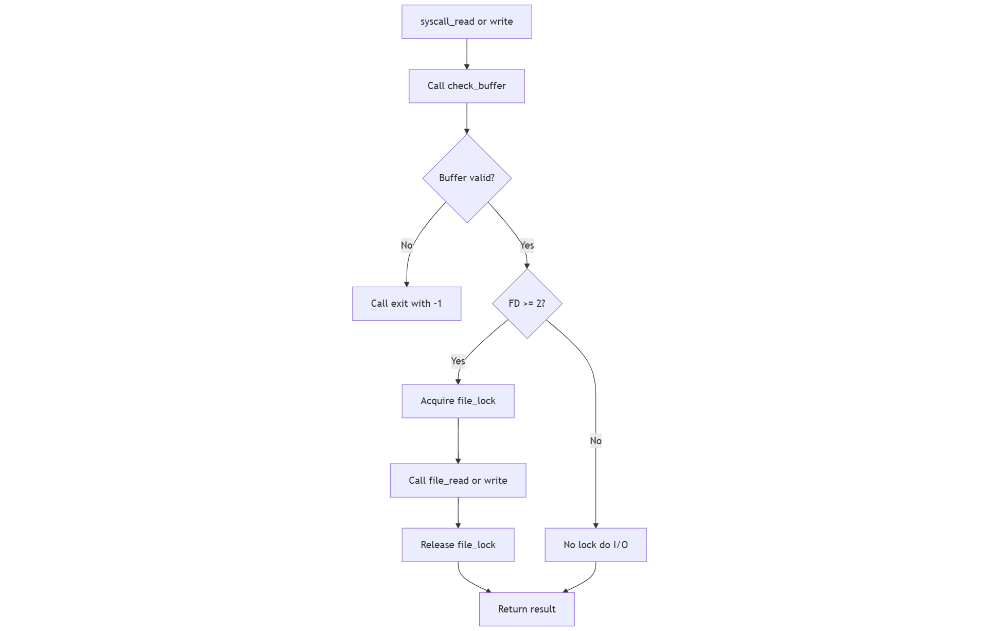 syscall_read or write
Call check_buffer
Buffer valid?
No
Yes
Call exit with -1
FD >= 2?
Yes
Acquire file_lock
No
Call file_read or write
Release file_lock
No lock do I/O
Return result